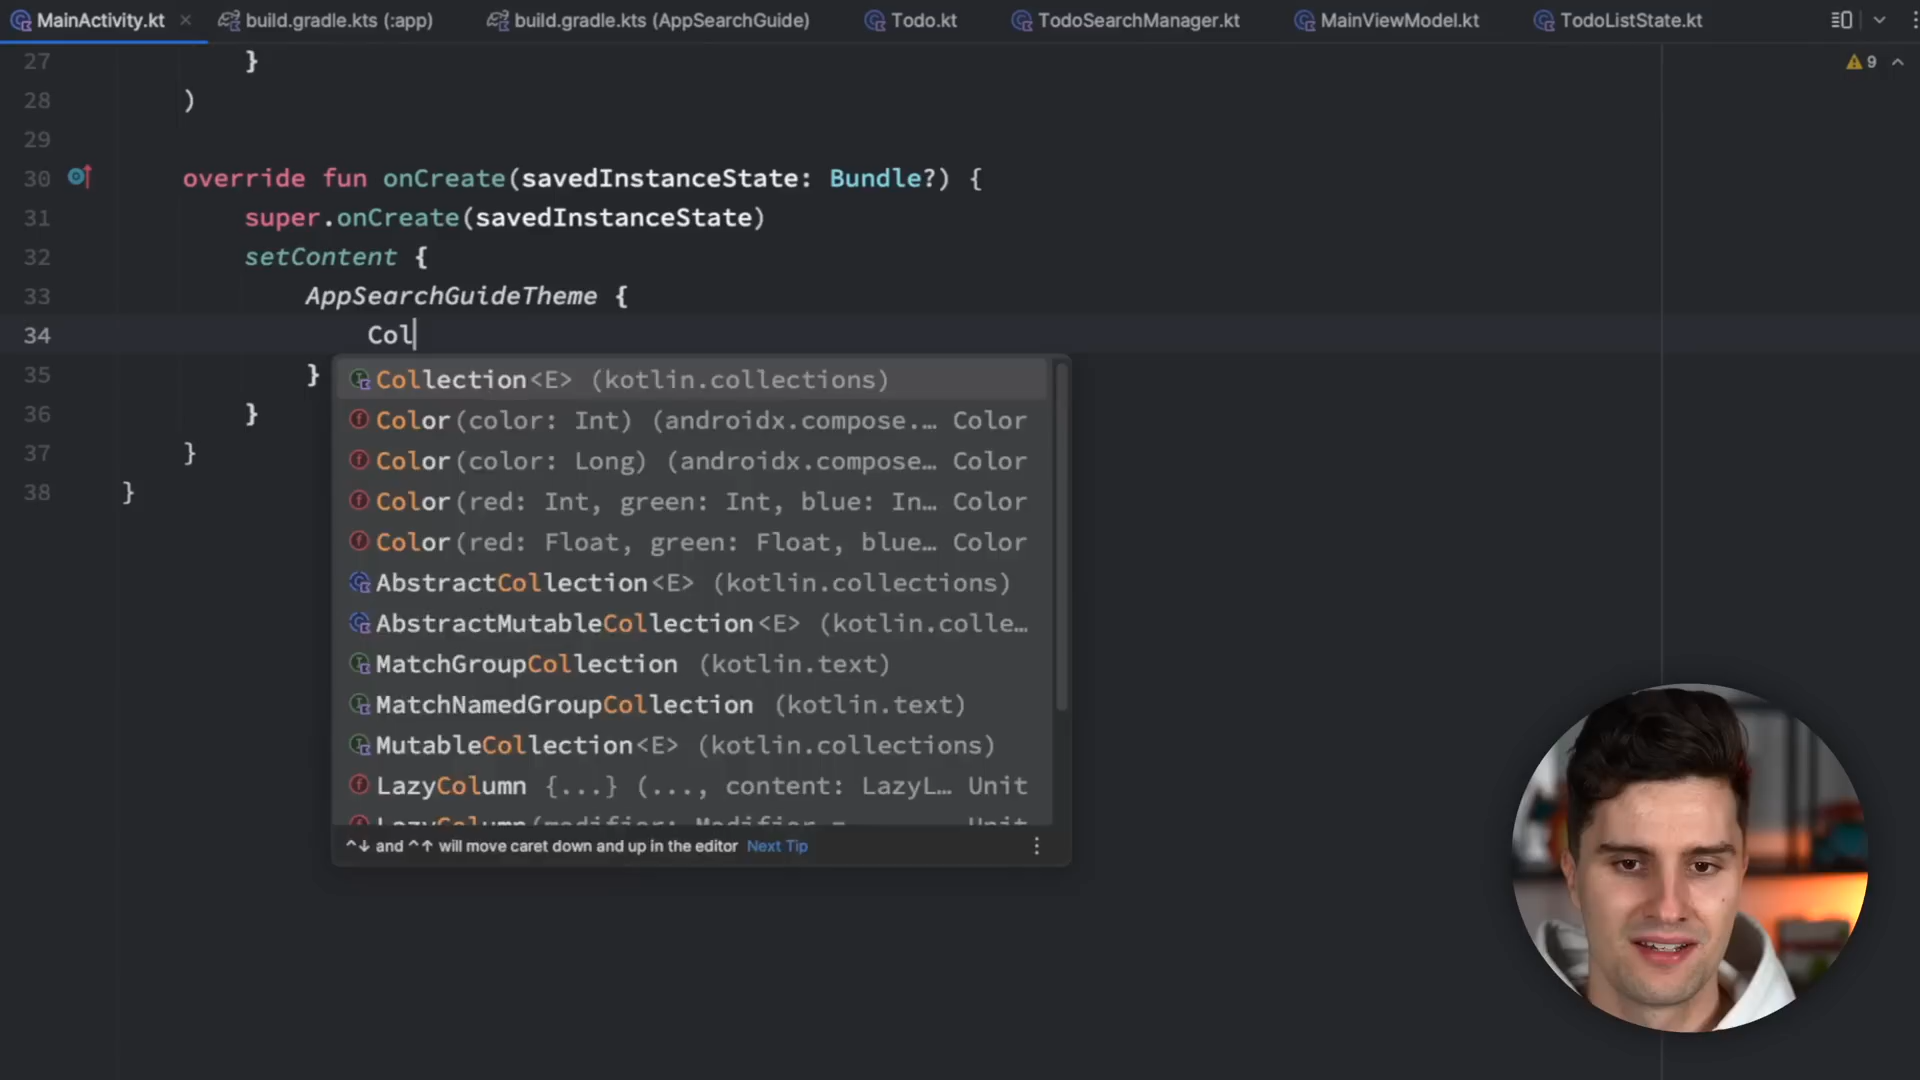 MainActivity.kt
build.gradle.kts (:app)
build.gradle.kts (AppSearchGuide)
Todo.kt
TodoSearchManager.kt
MainViewModel.kt
TodoListState.kt
27 }
9
28 )
29
30 override fun onCreate(savedInstanceState: Bundle?) {
31 super.onCreate(savedInstanceState)
32 setContent {
33 AppSearchGuideTheme {
34 Col
35 }
36 }
37 }
38 }
Collection<E> (kotlin.collections)
Color(color: Int) (androidx.compose.… Color
Color(color: Long) (androidx.compose… Color
Color(red: Int, green: Int, blue: In… Color
Color(red: Float, green: Float, blue… Color
AbstractCollection<E> (kotlin.collections)
AbstractMutableCollection<E> (kotlin.colle…
MatchGroupCollection (kotlin.text)
MatchNamedGroupCollection (kotlin.text)
MutableCollection<E> (kotlin.collections)
LazyColumn {...} (..., content: LazyL… Unit
LazyColumn(modifier: Modifier = … Unit
^↓ and ^↑ will move caret down and up in the editor Next Tip